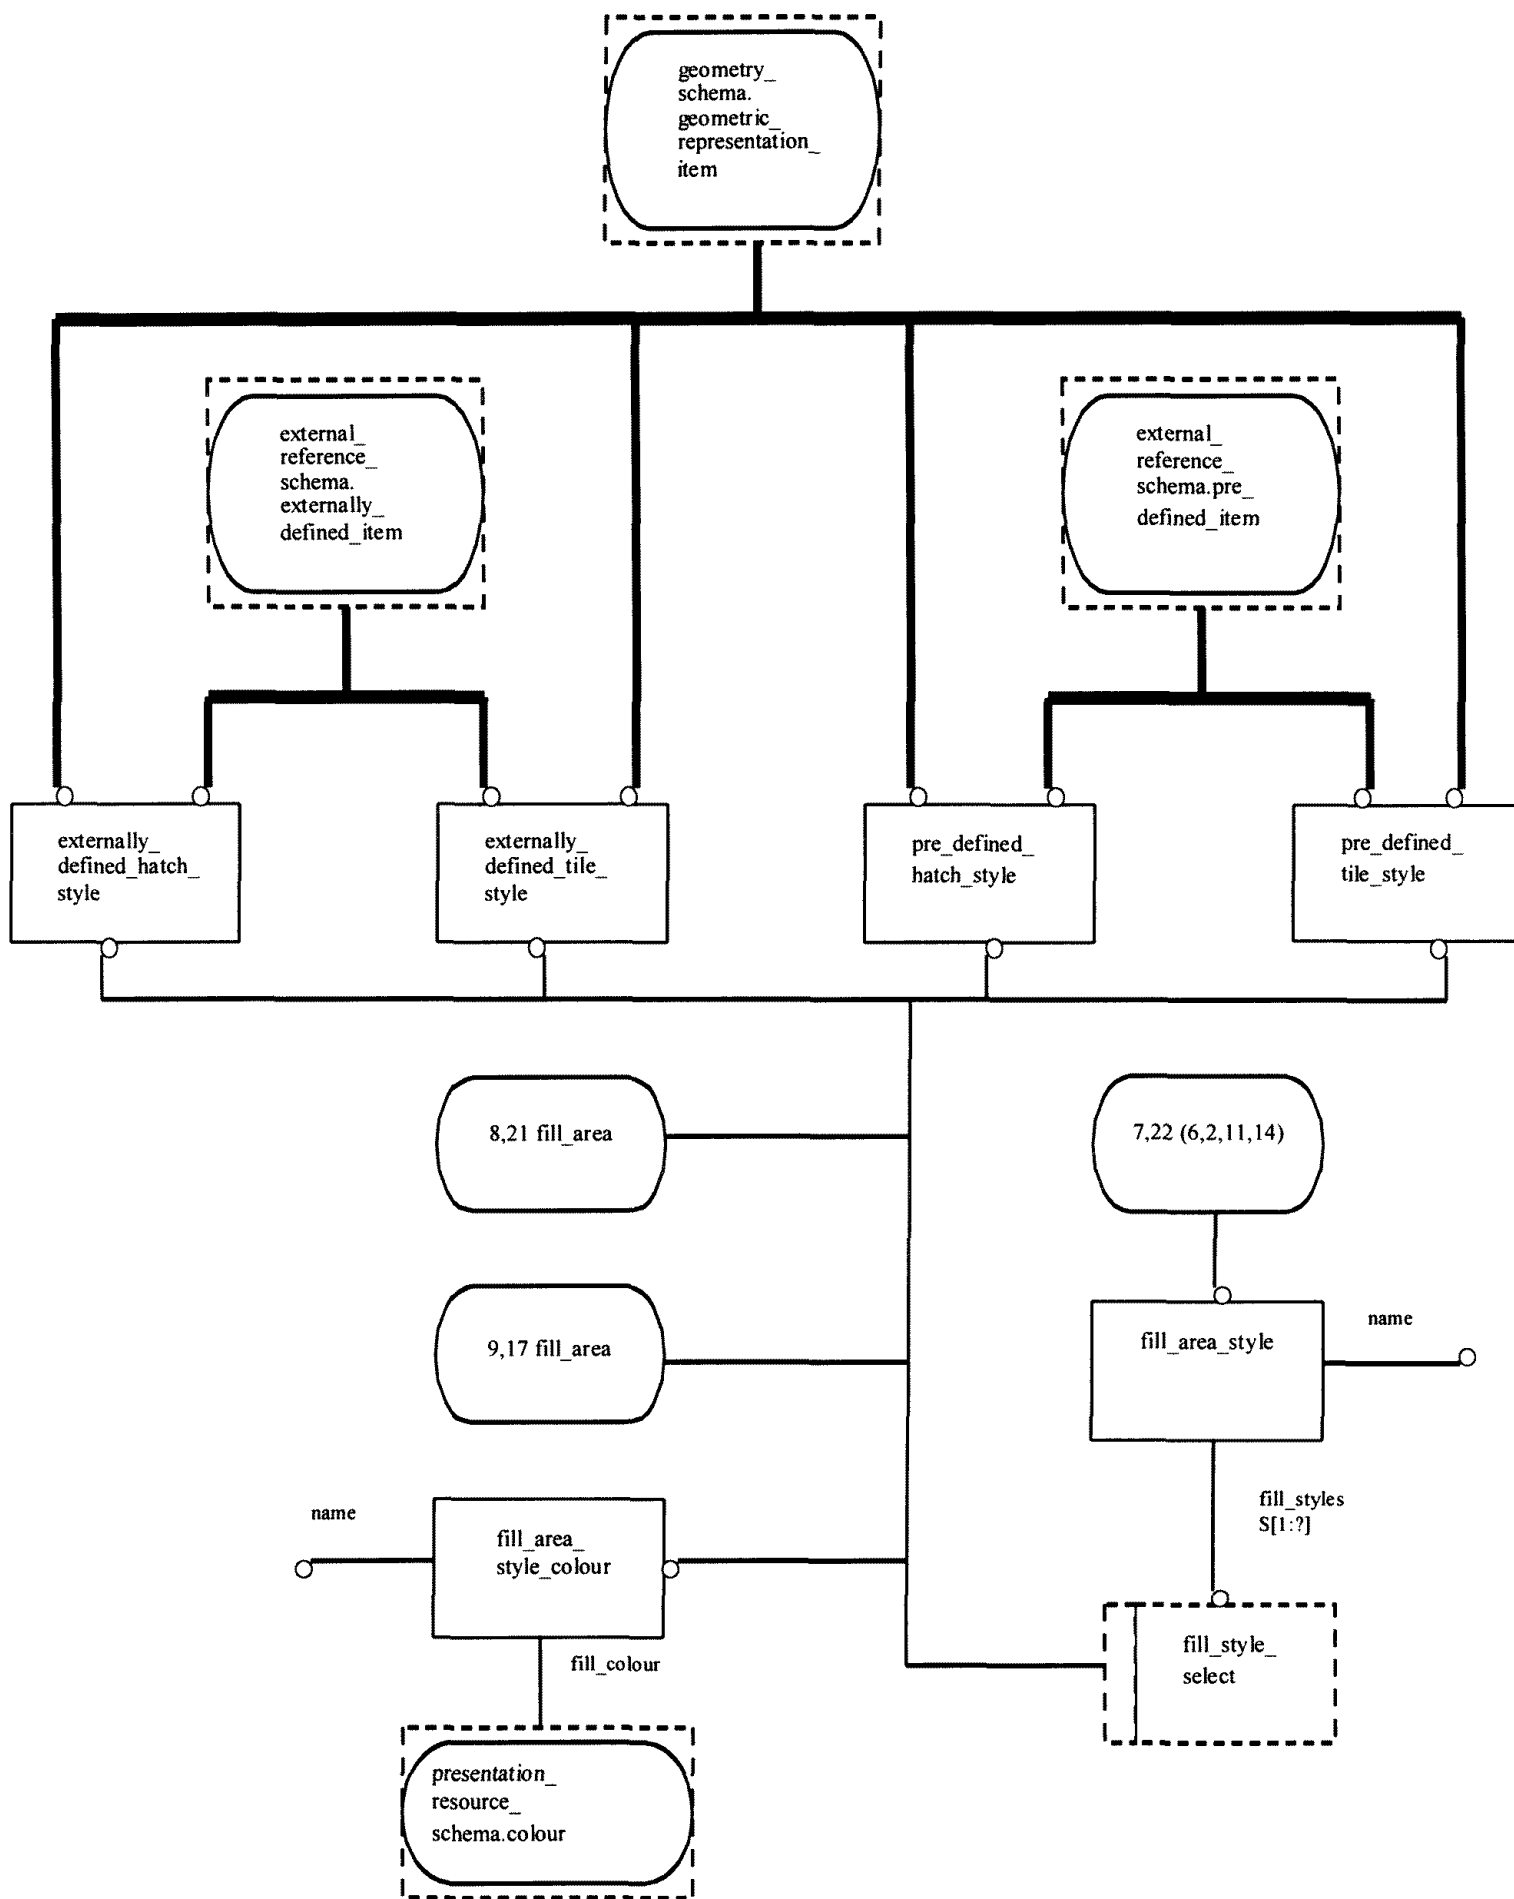 geometry_
schema.
geometric_
representation_
item
external_
reference_
schema.
externally_
defined_item
external_
reference_
schema.pre_
defined_item
externally_
defined_hatch_
style
externally_
defined_tile_
style
pre_defined_
hatch_style
pre_defined_
tile_style
8,21 fill_area
7,22 (6,2,11,14)
9,17 fill_area
fill_area_style
name
name
fill_area_
style_colour
fill_styles
S[1:?]
fill_colour
fill_style_
select
presentation_
resource_
schema.colour